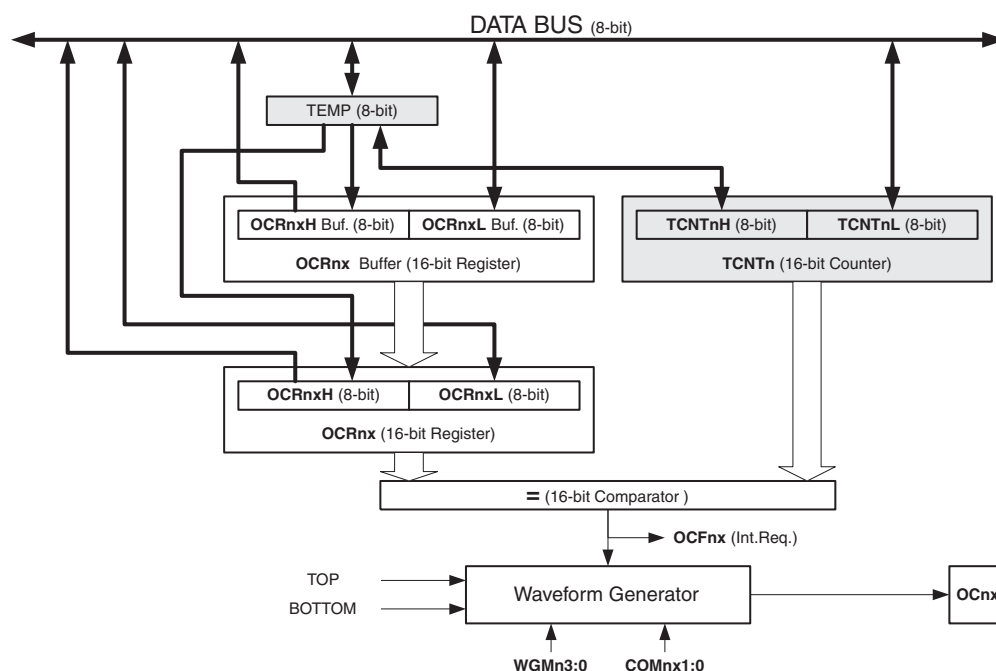 DATA BUS (8-bit)
TEMP (8-bit)
OCRnxH Buf. (8-bit)
OCRnxL Buf. (8-bit)
TCNTnH (8-bit)
TCNTnL (8-bit)
OCRnx Buffer (16-bit Register)
TCNTn (16-bit Counter)
OCRnxH (8-bit)
OCRnxL (8-bit)
OCRnx (16-bit Register)
= (16-bit Comparator )
OCFnx (Int.Req.)
TOP
BOTTOM
Waveform Generator
OCnx
WGMn3:0
COMnx1:0